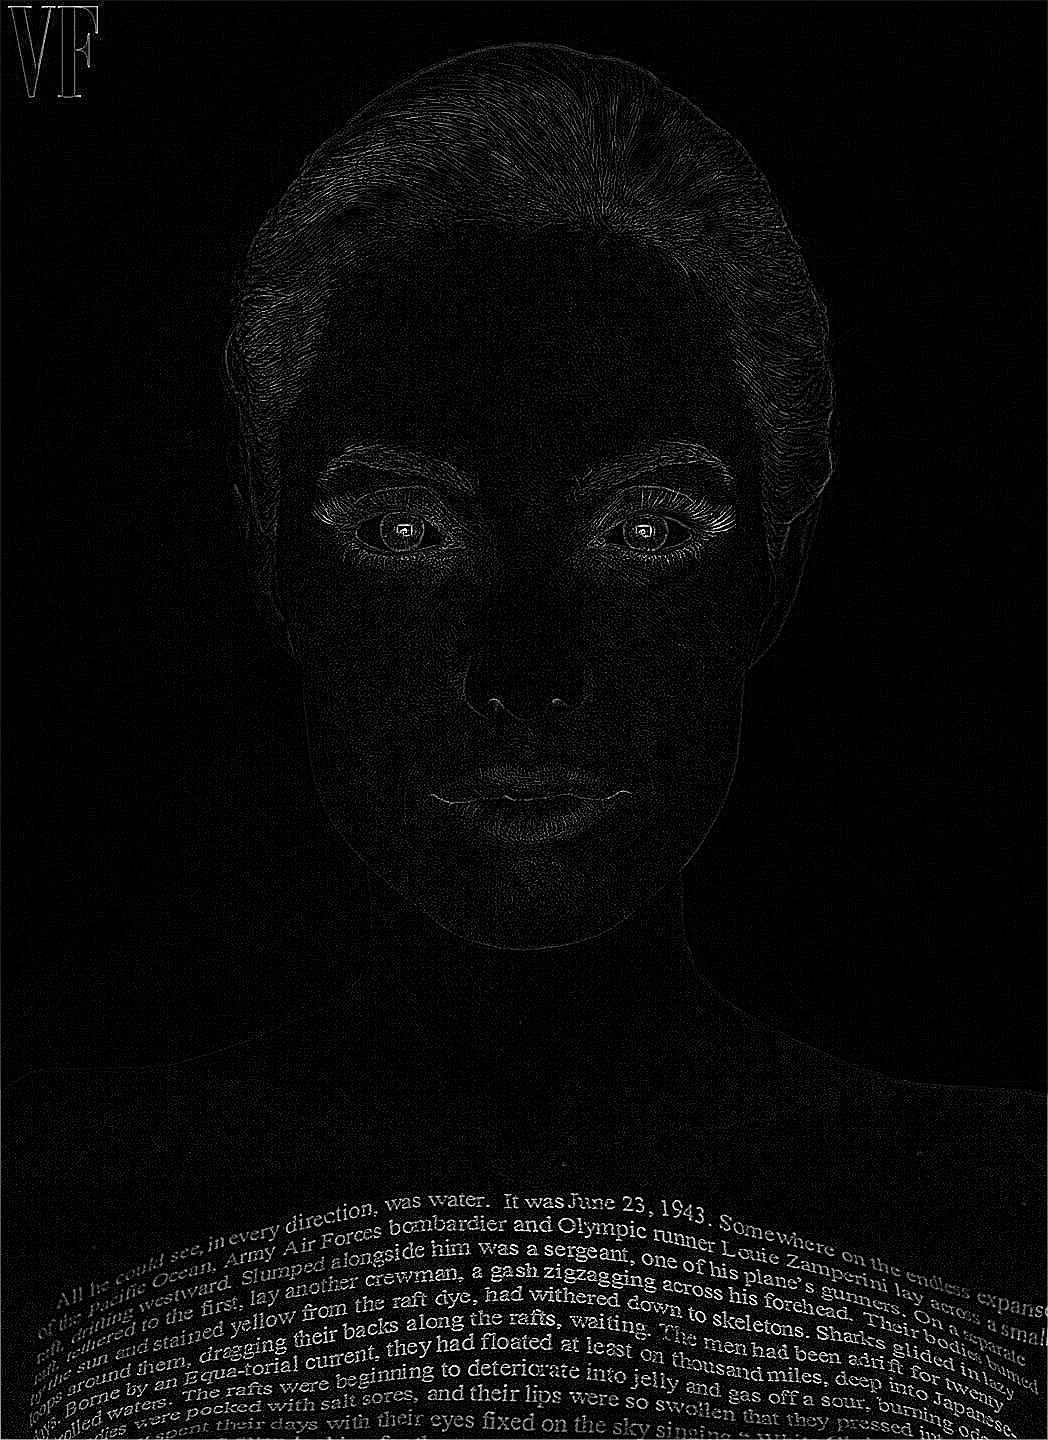 VF
All he could see, in every direction, was water. It was June 23, 1943. Somewhere on the endless expanse
of the Pacific Ocean, Army Air Forces bombardier and Olympic runner Louie Zamperini lay across a small
raft, drifting westward. Slumped alongside him was a sergeant, one of his plane's gunners. On a separate
raft, tethered to the first, lay another crewman, a gash zigzagging across his forehead. Their bodies, burned
by the sun and stained yellow from the raft dye, had withered down to skeletons. Sharks glided in lazy
loops around them, dragging their backs along the rafts, waiting. The men had been adrift for twenty
Borne by an Equa-torial current, they had floated at least on thousand miles, deep into Japanese-
waters. The rafts were beginning to deteriorate into jelly and gas off a sour, burning
were pocked with salt sores, and their lips were so swollen that they pressed
spent their days with their eyes fixed on the sky singing